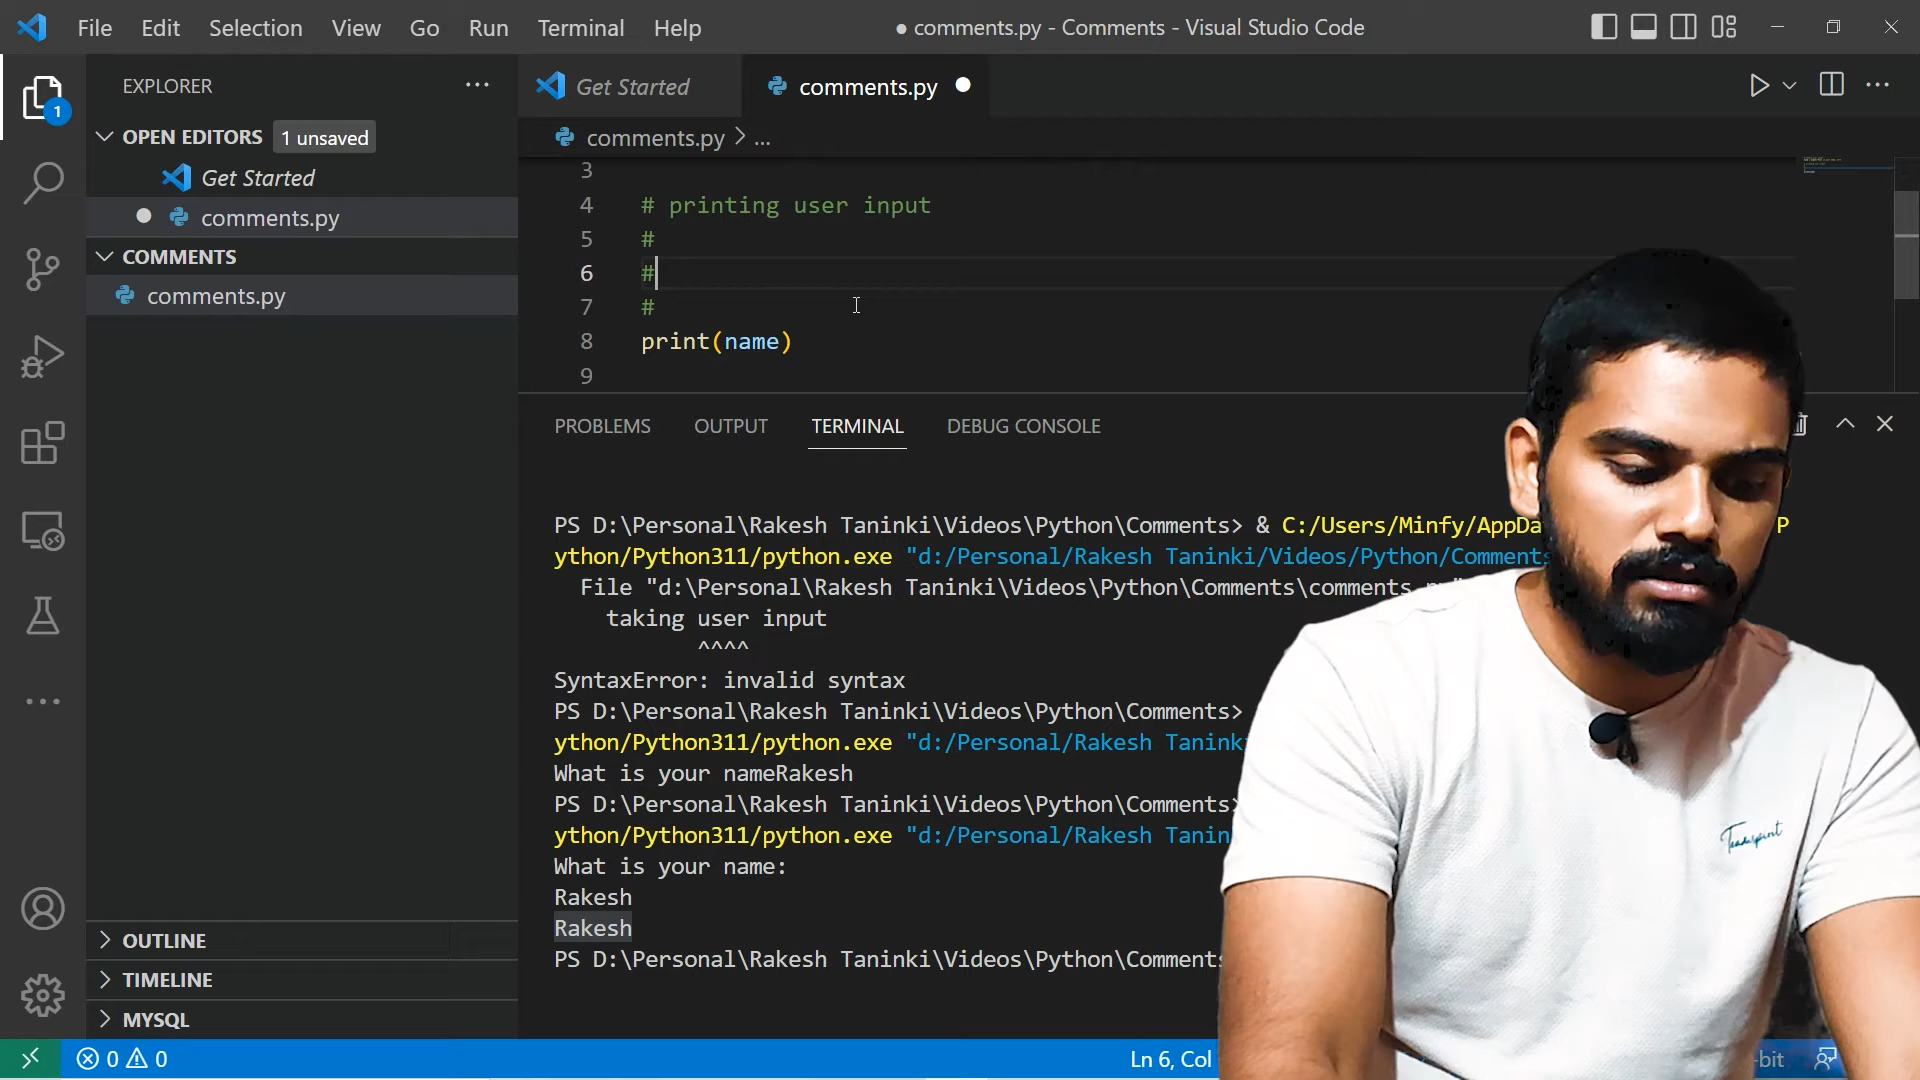 File Edit Selection View Go Run Terminal Help
● comments.py - Comments - Visual Studio Code
EXPLORER
OPEN EDITORS 1 unsaved
Get Started
comments.py
COMMENTS
comments.py
OUTLINE
TIMELINE
MYSQL
1
Get Started
comments.py
comments.py > ...
3
4 # printing user input
5 #
6 #
7 #
8 print(name)
9
PROBLEMS OUTPUT TERMINAL DEBUG CONSOLE
PS D:\Personal\Rakesh Taninki\Videos\Python\Comments> & C:/Users/Minfy/AppDa P
ython/Python311/python.exe "d:/Personal/Rakesh Taninki/Videos/Python/Comments
File "d:\Personal\Rakesh Taninki\Videos\Python\Comments\comments.py"
taking user input
^^^^
SyntaxError: invalid syntax
PS D:\Personal\Rakesh Taninki\Videos\Python\Comments>
ython/Python311/python.exe "d:/Personal/Rakesh Tanink
What is your nameRakesh
PS D:\Personal\Rakesh Taninki\Videos\Python\Comments>
ython/Python311/python.exe "d:/Personal/Rakesh Tanin
What is your name:
Rakesh
Rakesh
PS D:\Personal\Rakesh Taninki\Videos\Python\Comments
0 0
Ln 6, Col
-bit